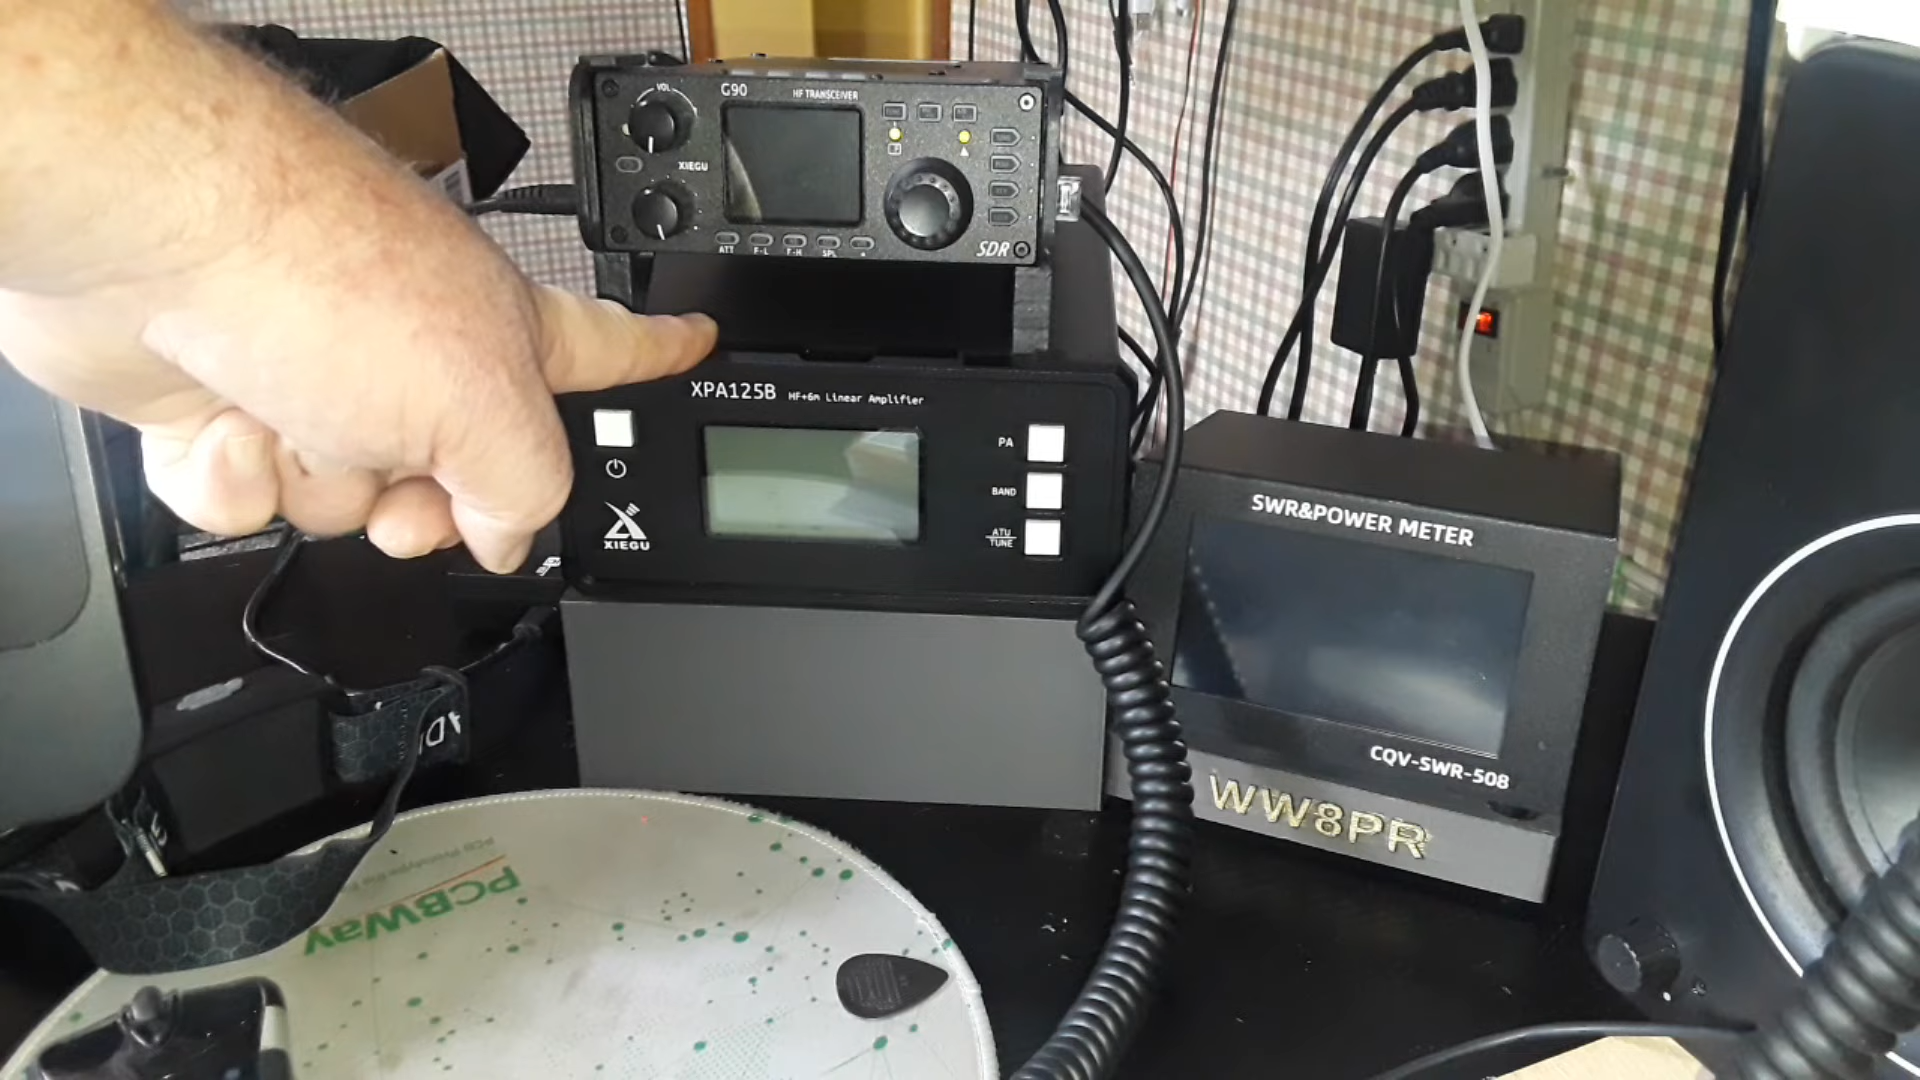 VOL
G90
HF TRANSCEIVER
XIEGU
ATT
F-L
F-H
SPL
SDR
XPA125B HF+6m Linear Amplifier
PA
BAND
ATU
TUNE
XIEGU
SWR&POWER METER
CQV-SWR-508
WW8PR
PCBWay